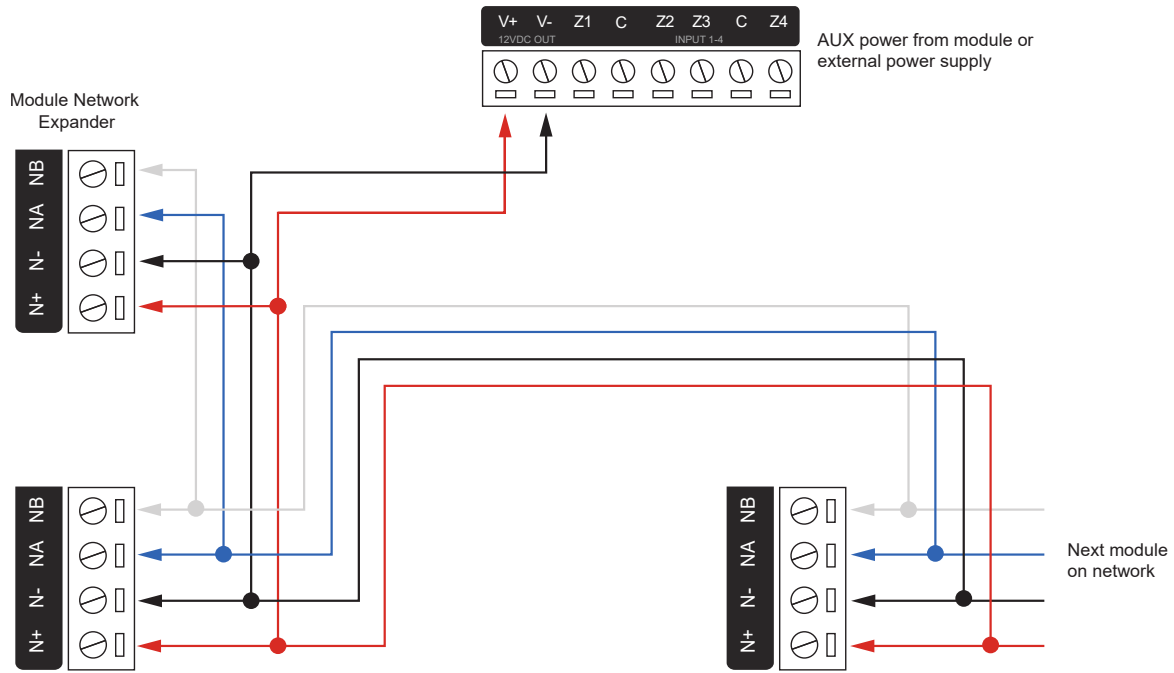 V+ V- Z1 C Z2 Z3 C Z4
12VDC OUT INPUT 1-4
AUX power from module or
external power supply
Module Network
Expander
NB
NA
N-
N+
NB
NA
N-
N+
NB
NA
N-
N+
Next module
on network